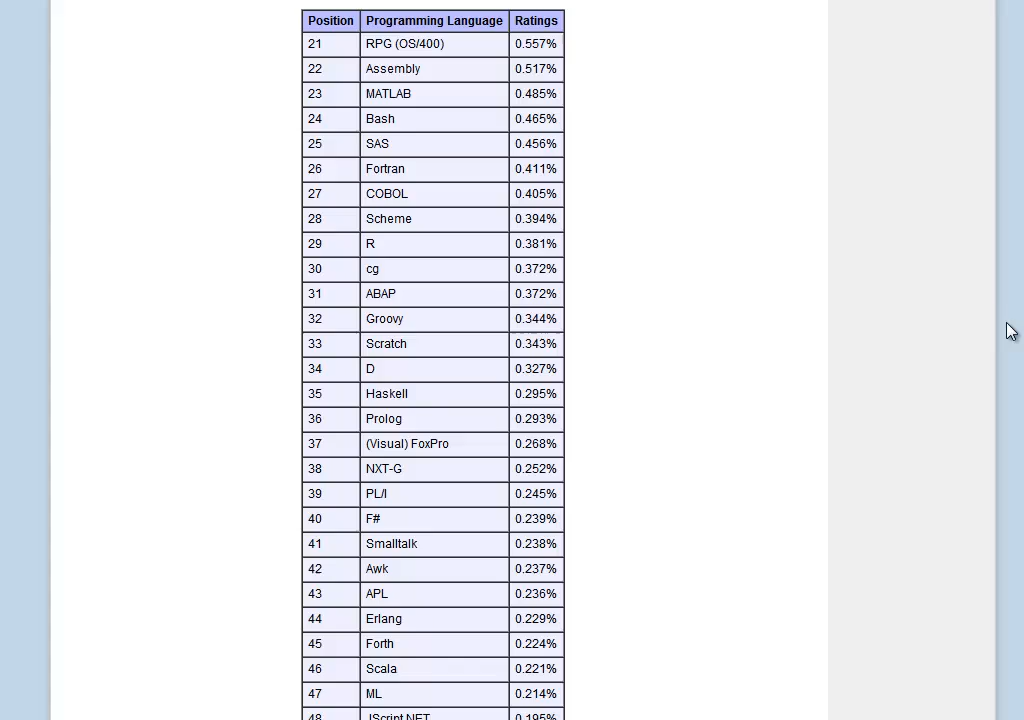 Position Programming Language Ratings
21 RPG (OS/400) 0.557%
22 Assembly 0.517%
23 MATLAB 0.485%
24 Bash 0.465%
25 SAS 0.456%
26 Fortran 0.411%
27 COBOL 0.405%
28 Scheme 0.394%
29 R 0.381%
30 cg 0.372%
31 ABAP 0.372%
32 Groovy 0.344%
33 Scratch 0.343%
34 D 0.327%
35 Haskell 0.295%
36 Prolog 0.293%
37 (Visual) FoxPro 0.268%
38 NXT-G 0.252%
39 PL/I 0.245%
40 F# 0.239%
41 Smalltalk 0.238%
42 Awk 0.237%
43 APL 0.236%
44 Erlang 0.229%
45 Forth 0.224%
46 Scala 0.221%
47 ML 0.214%
48 JScript.NET 0.195%